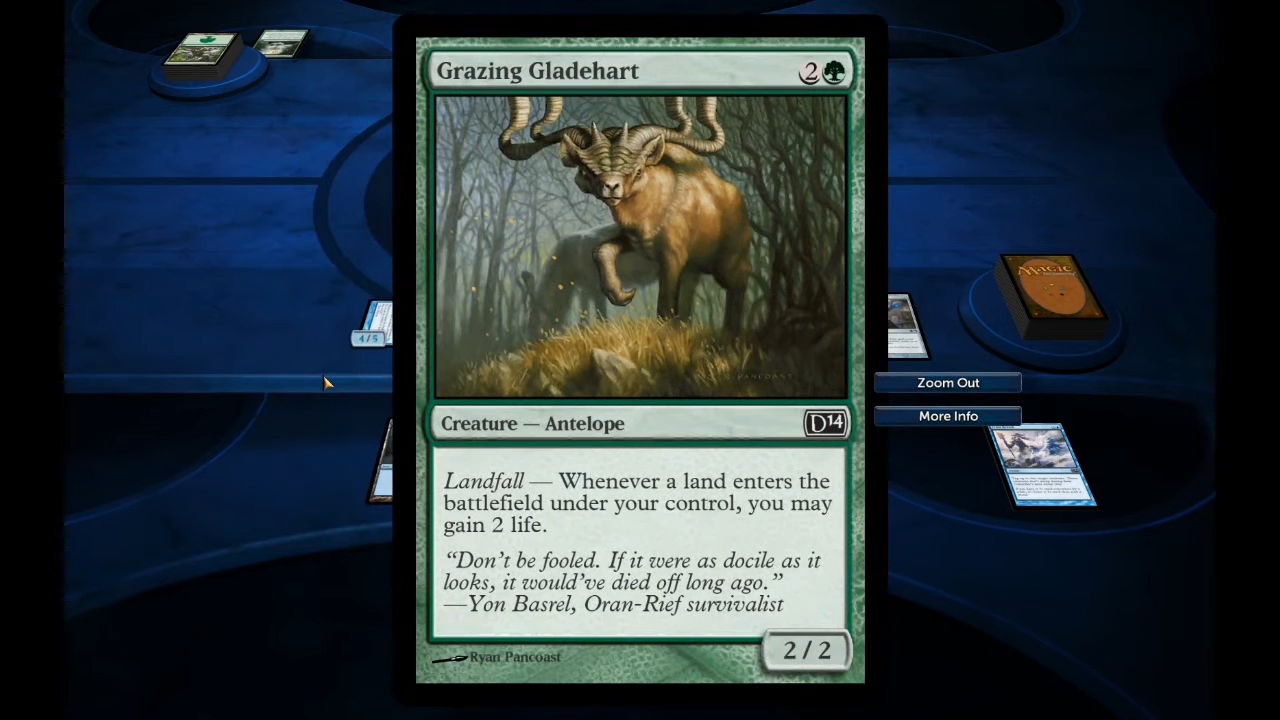 Grazing Gladehart
2
Creature — Antelope
D14
Landfall — Whenever a land enters the
battlefield under your control, you may
gain 2 life.
“Don’t be fooled. If it were as docile as it
looks, it would’ve died off long ago.”
—Yon Basrel, Oran-Rief survivalist
Ryan Pancoast
2 / 2
4/5
Magic
Zoom Out
More Info